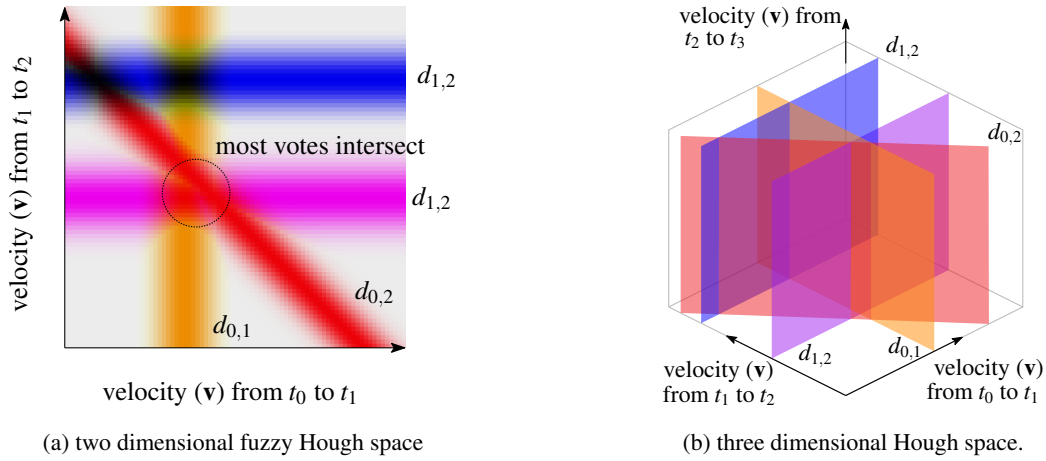 velocity (v) from t1 to t2
d1,2
most votes intersect
d1,2
d0,2
d0,1
velocity (v) from t0 to t1
(a) two dimensional fuzzy Hough space
velocity (v) from
t2 to t3
d1,2
d0,2
d1,2
d0,1
velocity (v)
from t1 to t2
velocity (v)
from t0 to t1
(b) three dimensional Hough space.